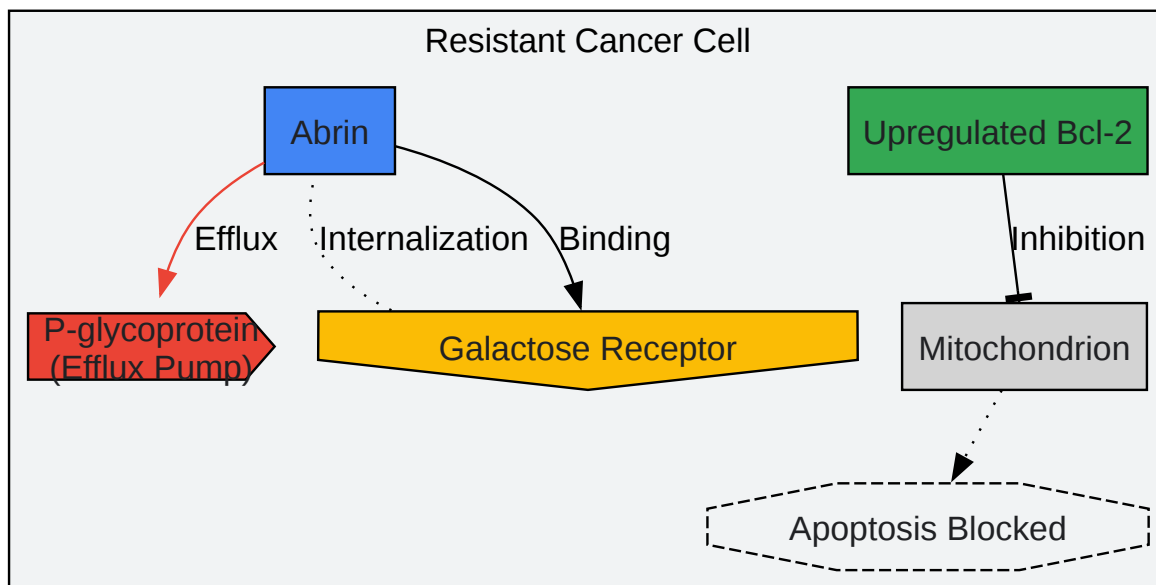 Resistant Cancer Cell
Abrin
Upregulated Bcl-2
Efflux
Internalization
Binding
Inhibition
P-glycoprotein
(Efflux Pump)
Galactose Receptor
Mitochondrion
Apoptosis Blocked